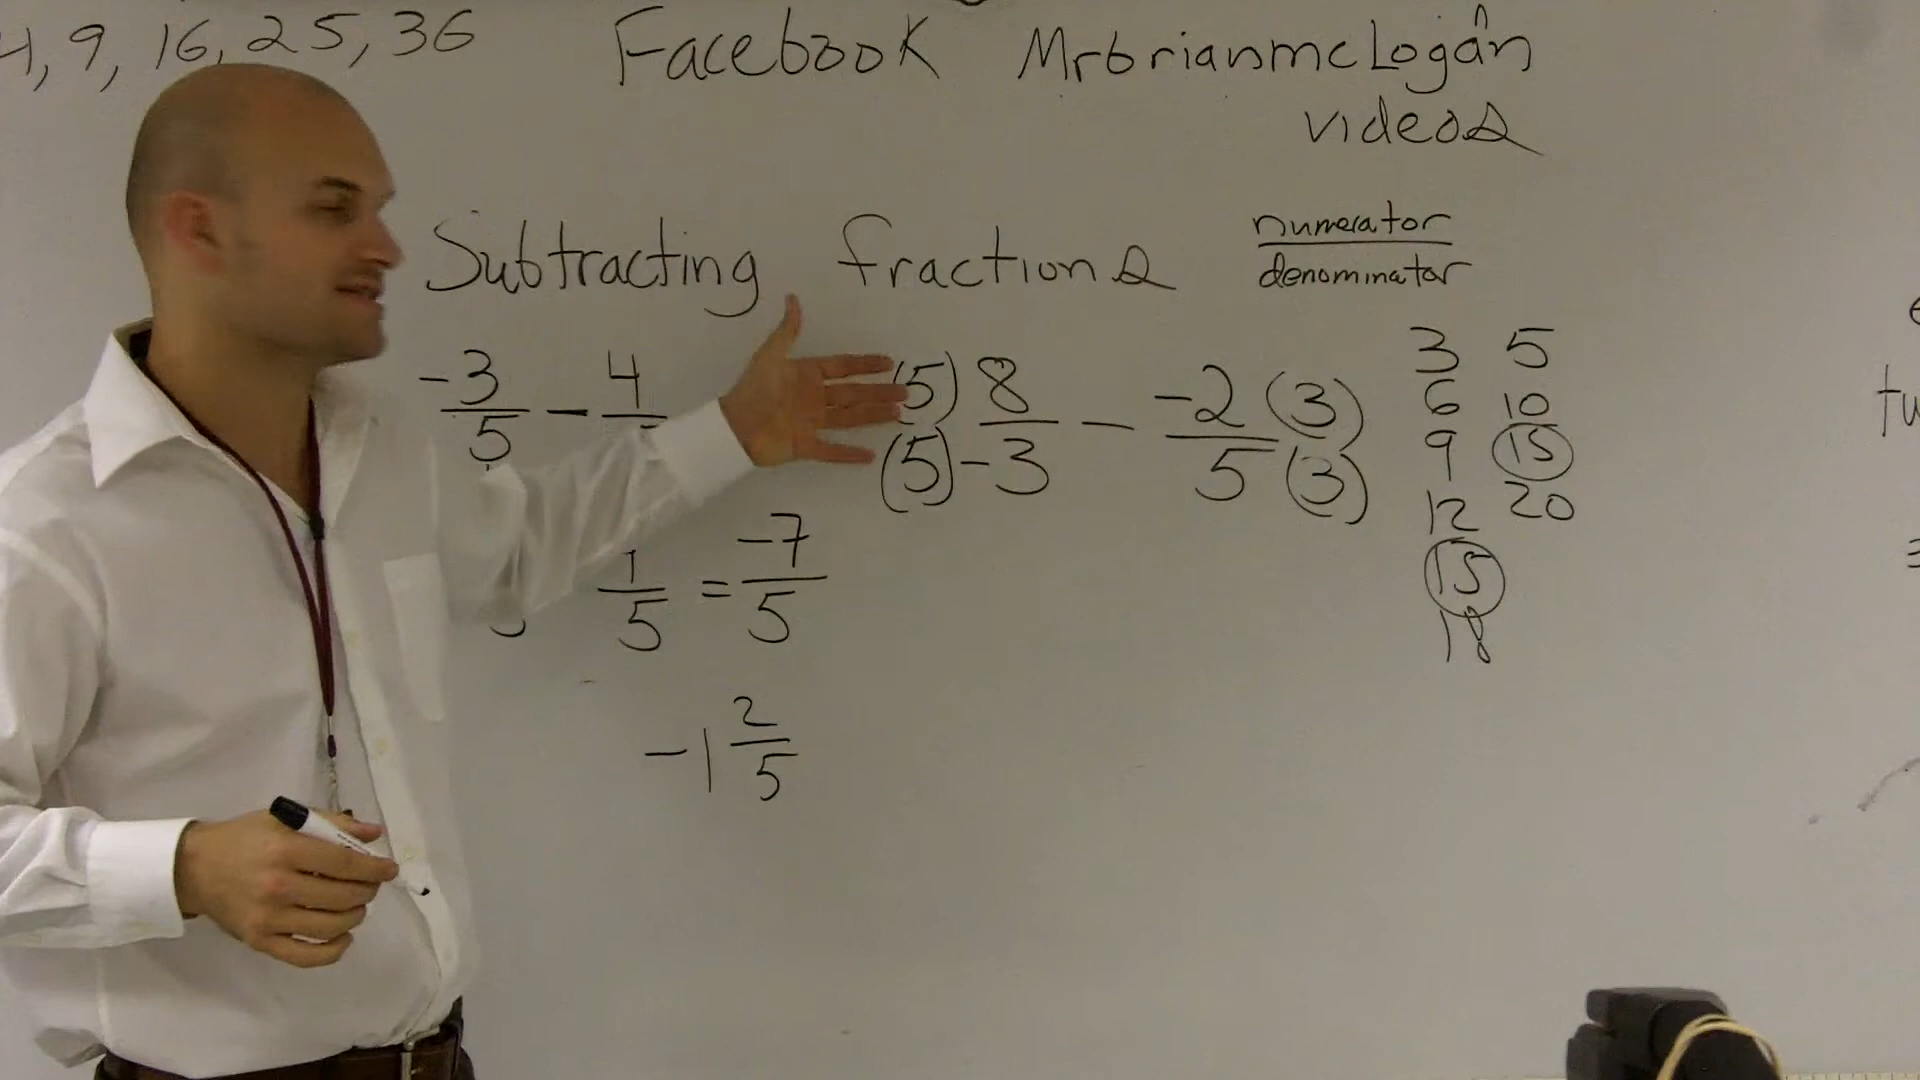 4, 9, 16, 25, 36
Facebook Mrbrianmclogan
videos
Subtracting fractions
numerator
denominator
-3/5 - 4/
(5) 8 / (5) -3 - -2 (3) / 5 (3)
1/5 = -7/5
-1 2/5
3 5
6 10
9 15
12 20
15
18